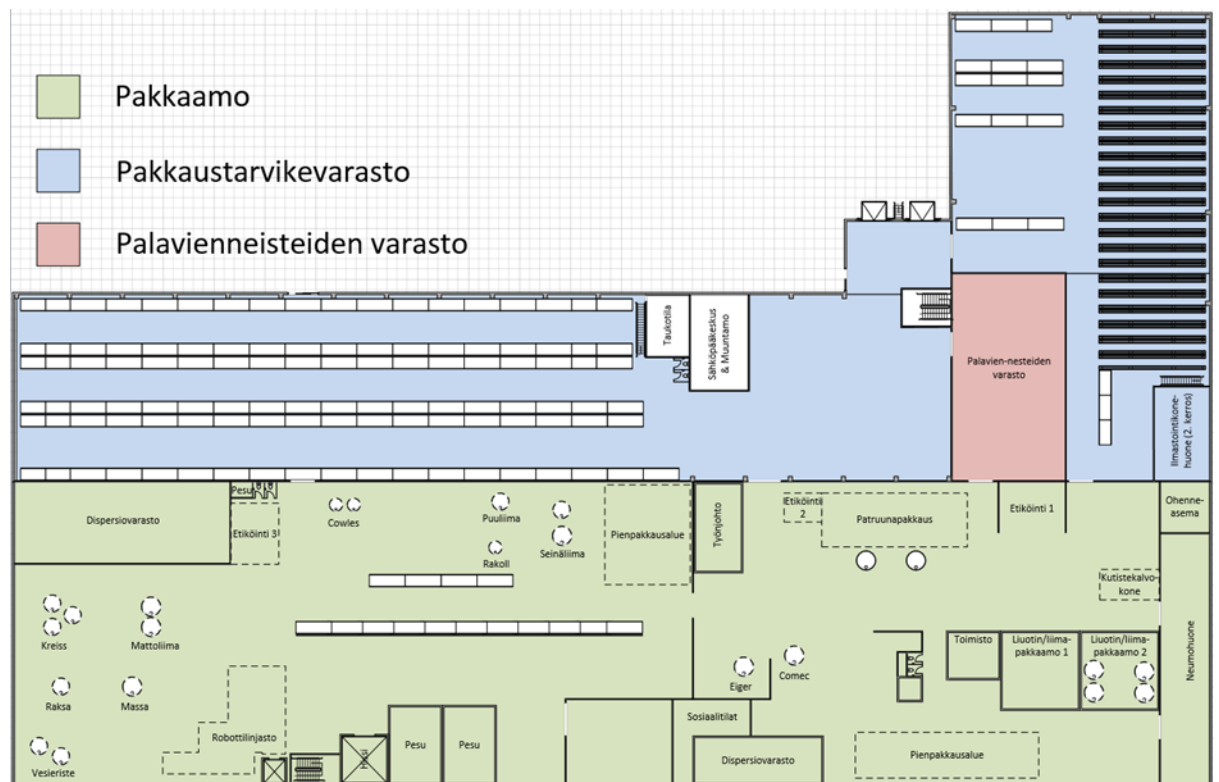 Pakkaamo
Pakkaustarvikevarasto
Palavienneisteiden varasto
Taukotila
Sähköpääkeskus
& Muuntamo
Palavien-nesteiden
varasto
Ilmastointikone-
huone (2. kerros)
Dispersiovarasto
Pesu
Etiköinti 3
Cowles
Puuliima
Rakoll
Seinäliima
Pienpakkausalue
Työnjohto
Etiköinti
2
Patruunapakkaus
Etiköinti 1
Ohenne-
asema
Kutistekalvo-
kone
Kreiss
Mattoliima
Toimisto
Liuotin/liima-
pakkaamo 1
Liuotin/liima-
pakkaamo 2
Neumohuone
Raksa
Massa
Eiger
Comec
Robottilinjasto
Vesieriste
Hissi
Pesu
Pesu
Sosiaalitilat
Dispersiovarasto
Pienpakkausalue